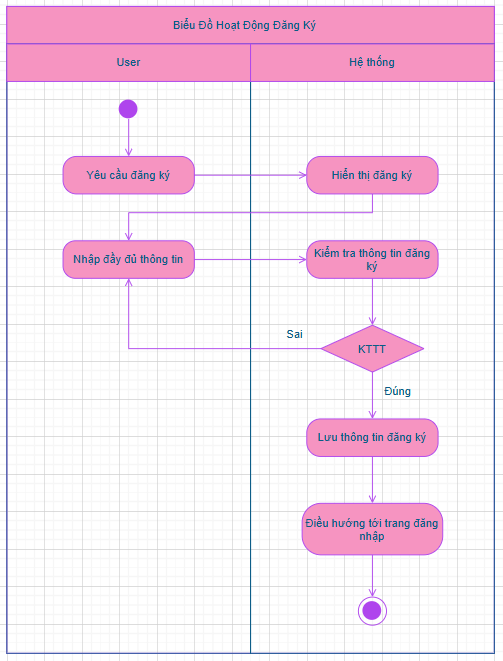 Biểu Đồ Hoạt Động Đăng Ký
User
Hệ thống
Yêu cầu đăng ký
Hiển thị đăng ký
Nhập đầy đủ thông tin
Kiểm tra thông tin đăng
ký
Sai
KTTT
Đúng
Lưu thông tin đăng ký
Điều hướng tới trang đăng
nhập